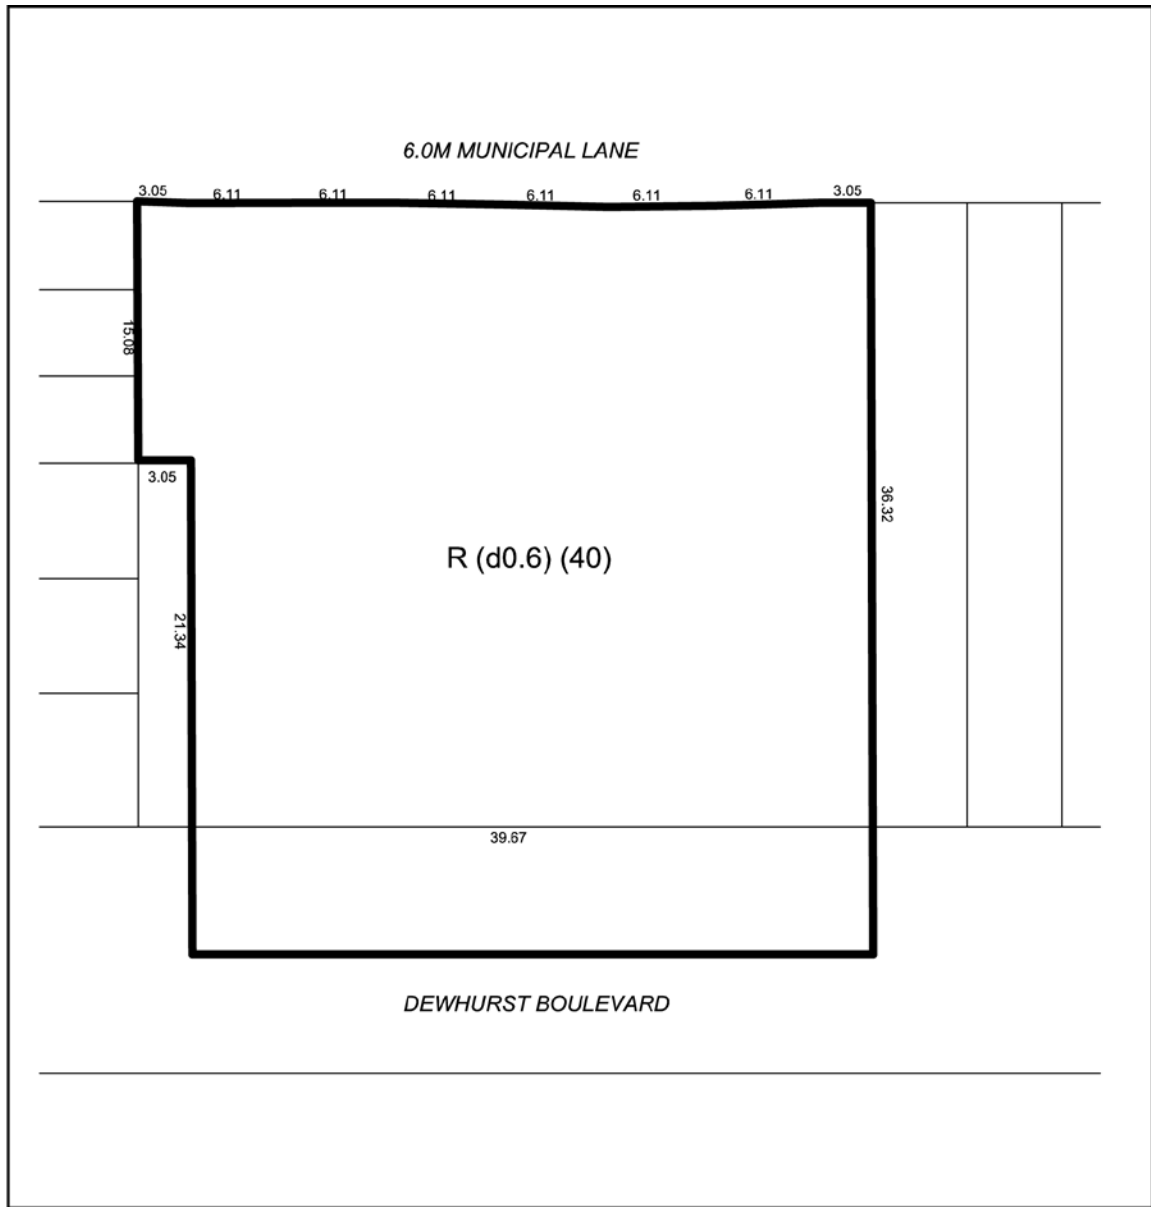 6.0M MUNICIPAL LANE
3.05 6.11 6.11 6.11 6.11 6.11 6.11 3.05
15.08
3.05
36.32
R (d0.6) (40)
21.34
39.67
DEWHURST BOULEVARD